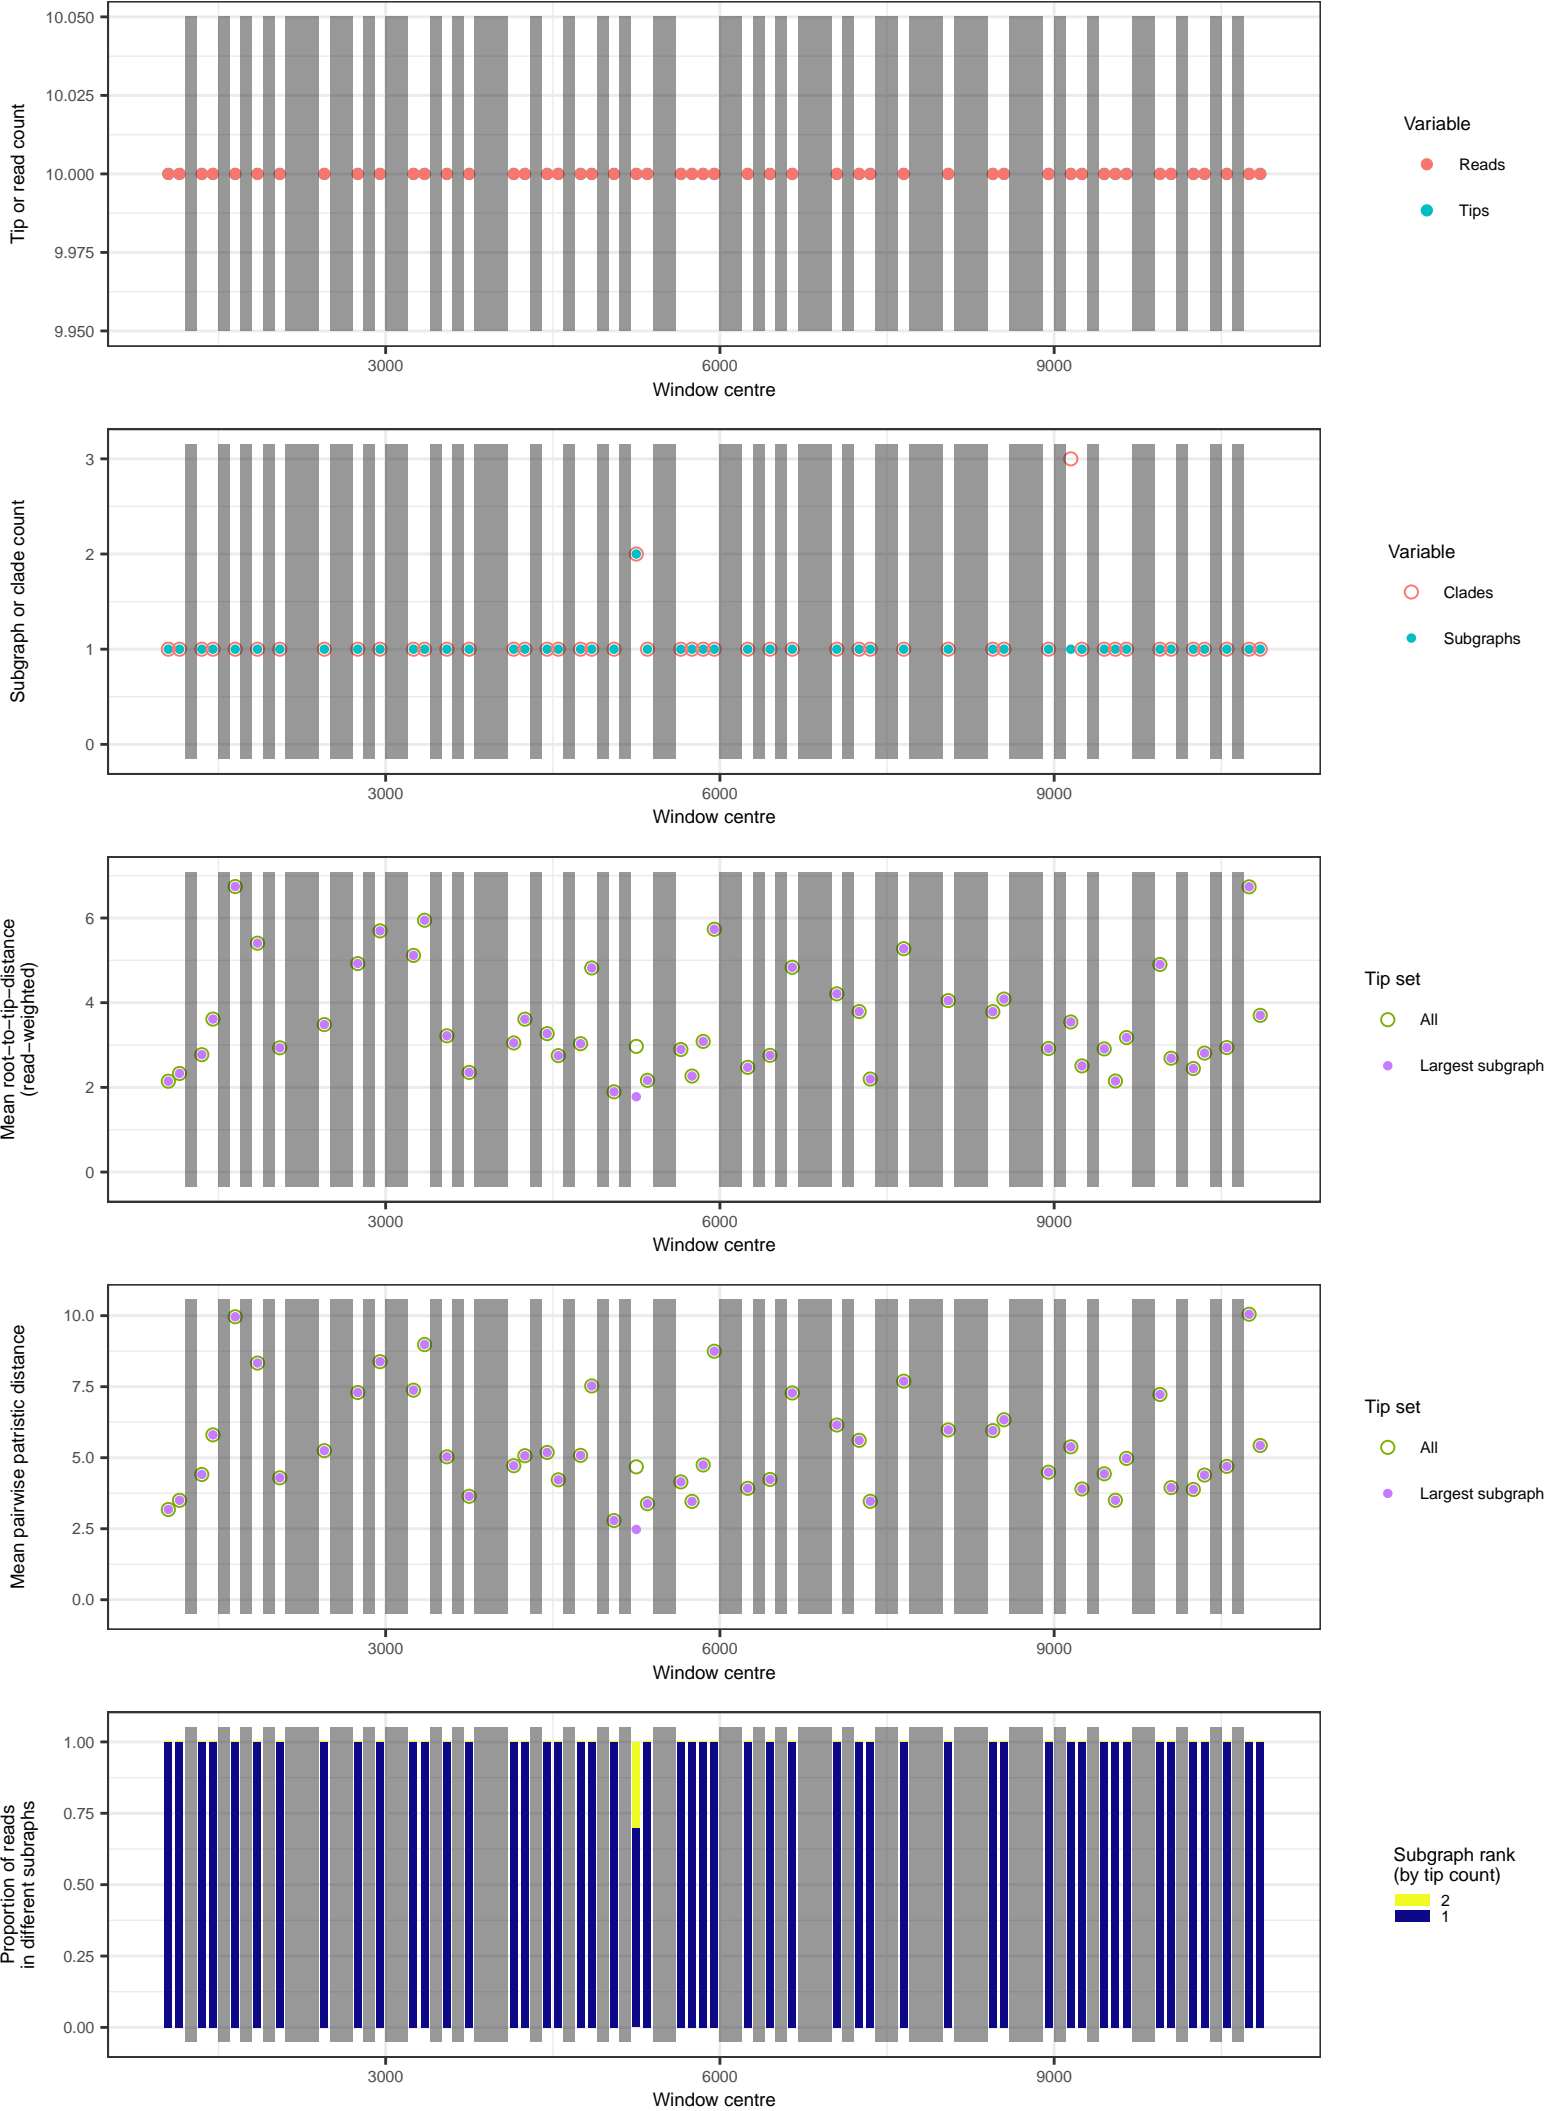 10.050
10.025
10.000
9.975
9.950
Tip or read count
3000
6000
9000
Window centre
Variable
Reads
Tips
3
2
1
0
Subgraph or clade count
3000
6000
9000
Window centre
Variable
Clades
Subgraphs
6
4
2
0
Mean root−to−tip−distance
(read−weighted)
3000
6000
9000
Window centre
Tip set
All
Largest subgraph
10.0
7.5
5.0
2.5
0.0
Mean pairwise patristic distance
3000
6000
9000
Window centre
Tip set
All
Largest subgraph
1.00
0.75
0.50
0.25
0.00
Proportion of reads
in different subraphs
3000
6000
9000
Window centre
Subgraph rank
(by tip count)
2
1